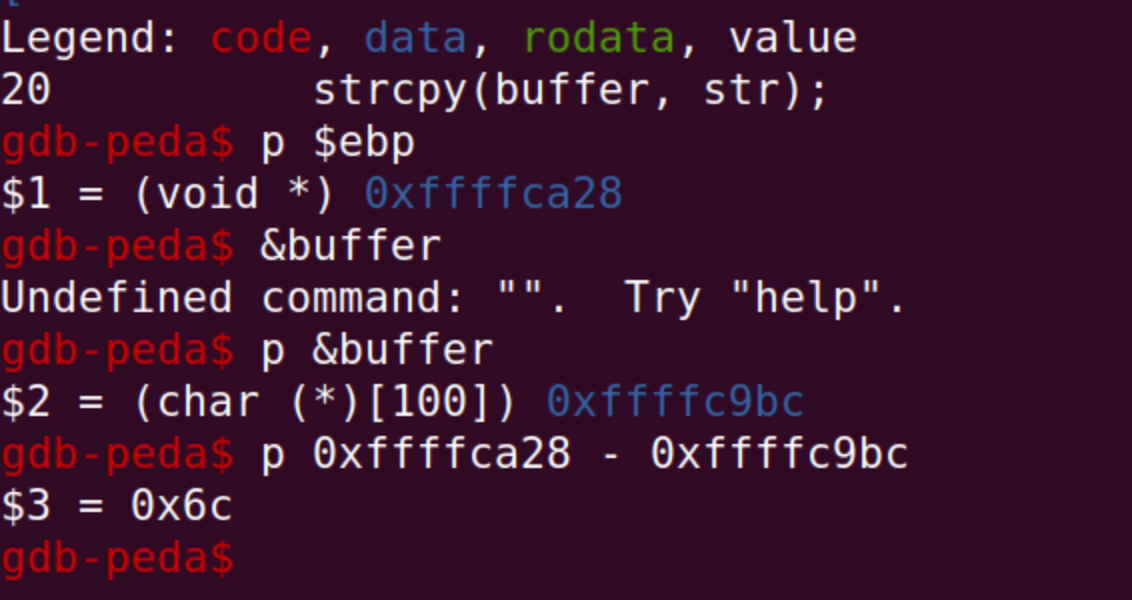 Legend: code, data, rodata, value
20          strcpy(buffer, str);
gdb-peda$ p $ebp
$1 = (void *) 0xffffca28
gdb-peda$ &buffer
Undefined command: "".  Try "help".
gdb-peda$ p &buffer
$2 = (char (*)[100]) 0xffffc9bc
gdb-peda$ p 0xffffca28 - 0xffffc9bc
$3 = 0x6c
gdb-peda$